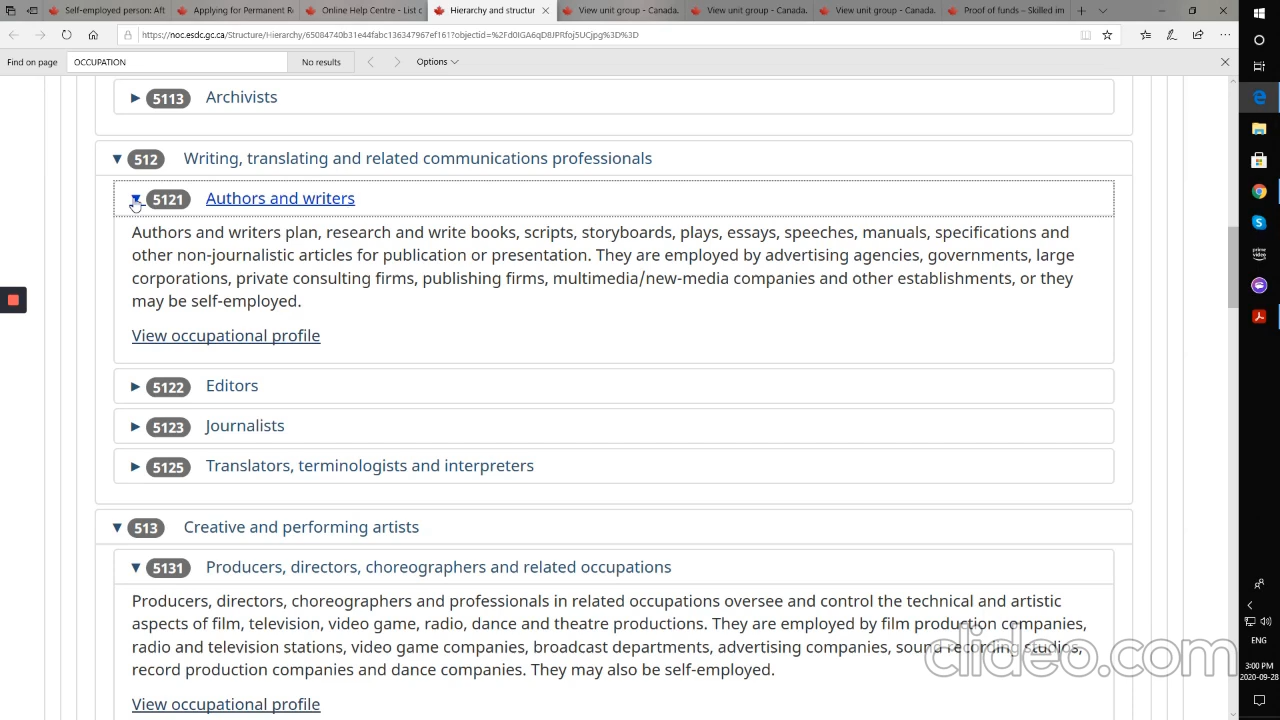 Self-employed person: Aft
Applying for Permanent Re
Online Help Centre - List o
Hierarchy and structur
View unit group - Canada.
View unit group - Canada.
View unit group - Canada.
Proof of funds – Skilled im
https://noc.esdc.gc.ca/Structure/Hierarchy/65084740b31e44fabc136347967ef161?objectid=%2Fd0IGA6qD8JPRfoj5UCjpg%3D%3D
Find on page OCCUPATION No results Options
5113 Archivists
512 Writing, translating and related communications professionals
5121 Authors and writers
Authors and writers plan, research and write books, scripts, storyboards, plays, essays, speeches, manuals, specifications and
other non-journalistic articles for publication or presentation. They are employed by advertising agencies, governments, large
corporations, private consulting firms, publishing firms, multimedia/new-media companies and other establishments, or they
may be self-employed.
View occupational profile
5122 Editors
5123 Journalists
5125 Translators, terminologists and interpreters
513 Creative and performing artists
5131 Producers, directors, choreographers and related occupations
Producers, directors, choreographers and professionals in related occupations oversee and control the technical and artistic
aspects of film, television, video game, radio, dance and theatre productions. They are employed by film production companies,
radio and television stations, video game companies, broadcast departments, advertising companies, sound recording studios,
record production companies and dance companies. They may also be self-employed.
View occupational profile
clideo.com
prime video
ENG
3:00 PM
2020-09-28